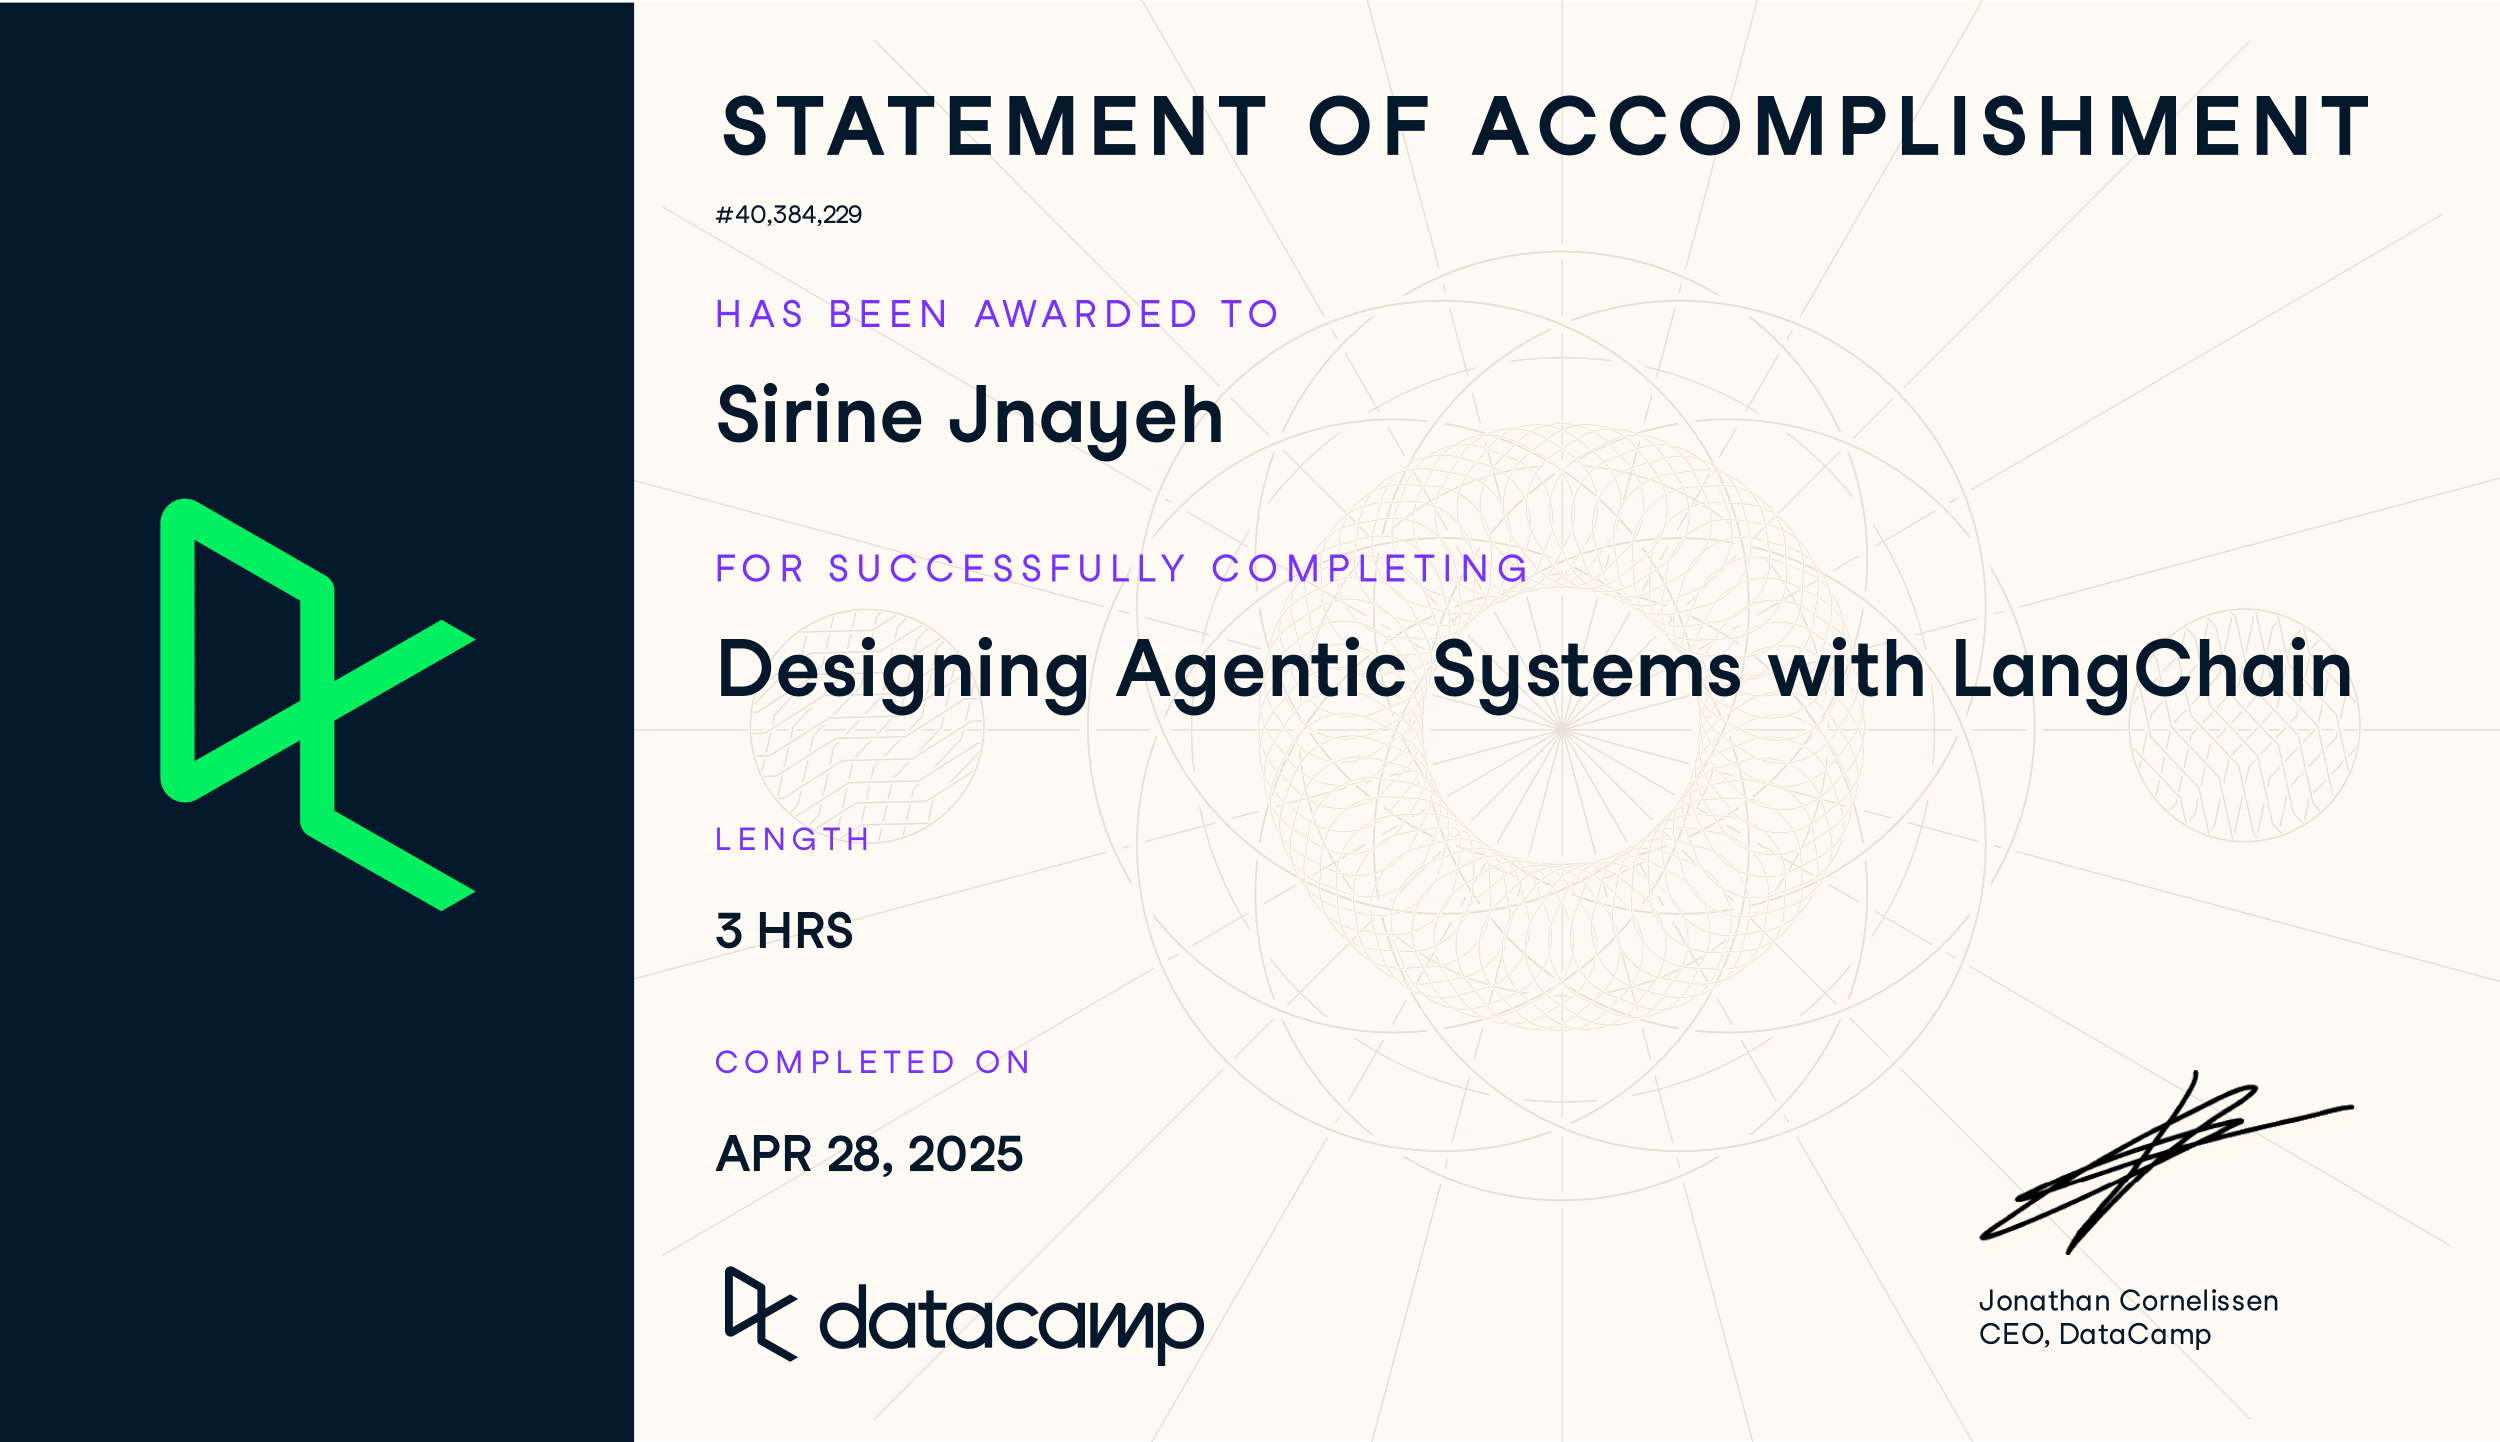 STATEMENT OF ACCOMPLISHMENT
#40,384,229
HAS BEEN AWARDED TO
Sirine Jnayeh
FOR SUCCESSFULLY COMPLETING
Designing Agentic Systems with LangChain
LENGTH
3 HRS
COMPLETED ON
APR 28, 2025
datacamp
Jonathan Cornelissen
CEO, DataCamp